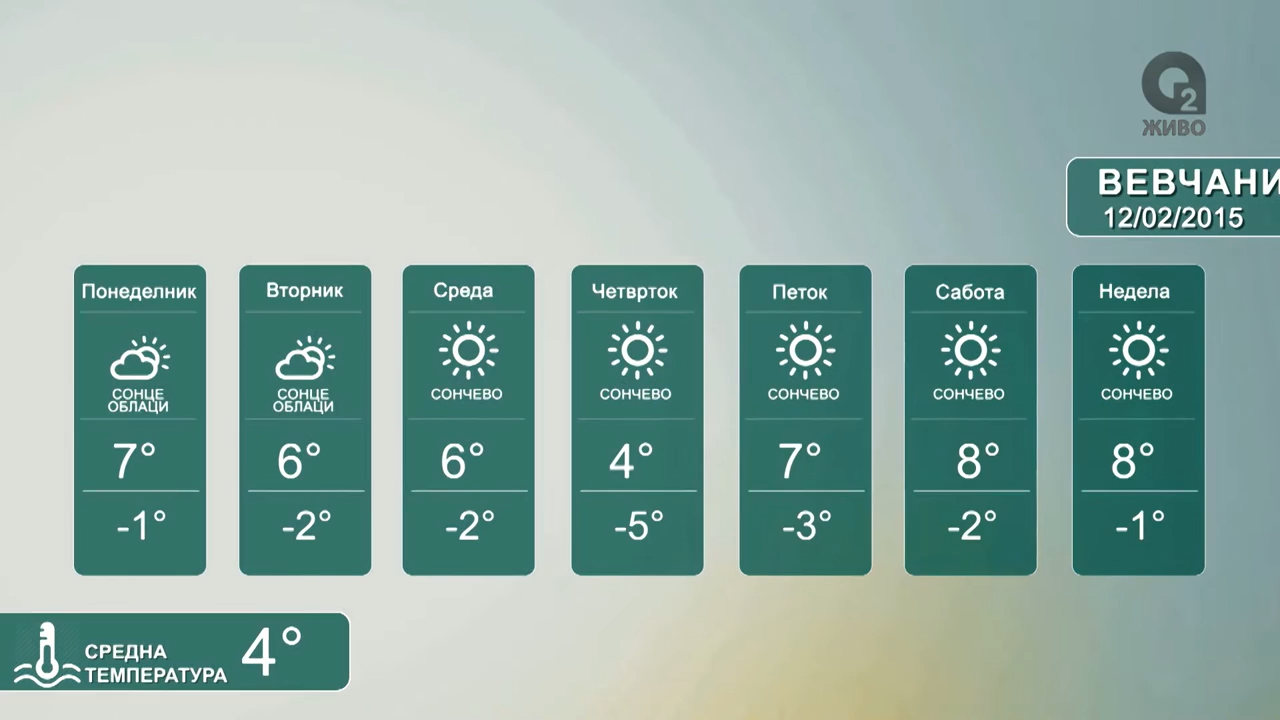 2
ЖИВО
ВЕВЧАНИ
12/02/2015
Понеделник
СОНЦЕ
ОБЛАЦИ
7°
-1°
Вторник
СОНЦЕ
ОБЛАЦИ
6°
-2°
Среда
СОНЧЕВО
6°
-2°
Четврток
СОНЧЕВО
4°
-5°
Петок
СОНЧЕВО
7°
-3°
Сабота
СОНЧЕВО
8°
-2°
Недела
СОНЧЕВО
8°
-1°
СРЕДНА
ТЕМПЕРАТУРА
4°